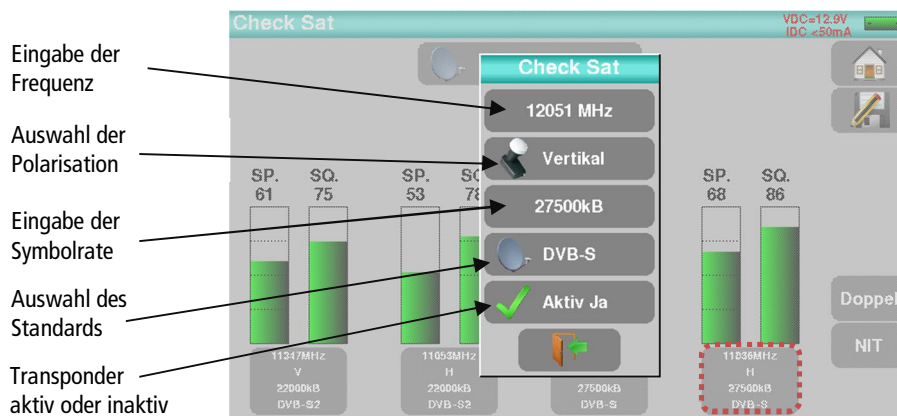 Check Sat
VDC=12.9V
IDC <50mA
Eingabe der
Frequenz
Auswahl der
Polarisation
Eingabe der
Symbolrate
Auswahl des
Standards
Transponder
aktiv oder inaktiv
Check Sat
12051 MHz
Vertikal
27500kB
DVB-S
Aktiv Ja
SP.
61
SQ.
75
SP.
53
SP.
68
SQ.
86
11347MHz
V
22000kB
DVB-S2
11053MHz
H
22000kB
DVB-S2
27500kB
DVB-S
11836MHz
H
27500kB
DVB-S
Doppel
NIT